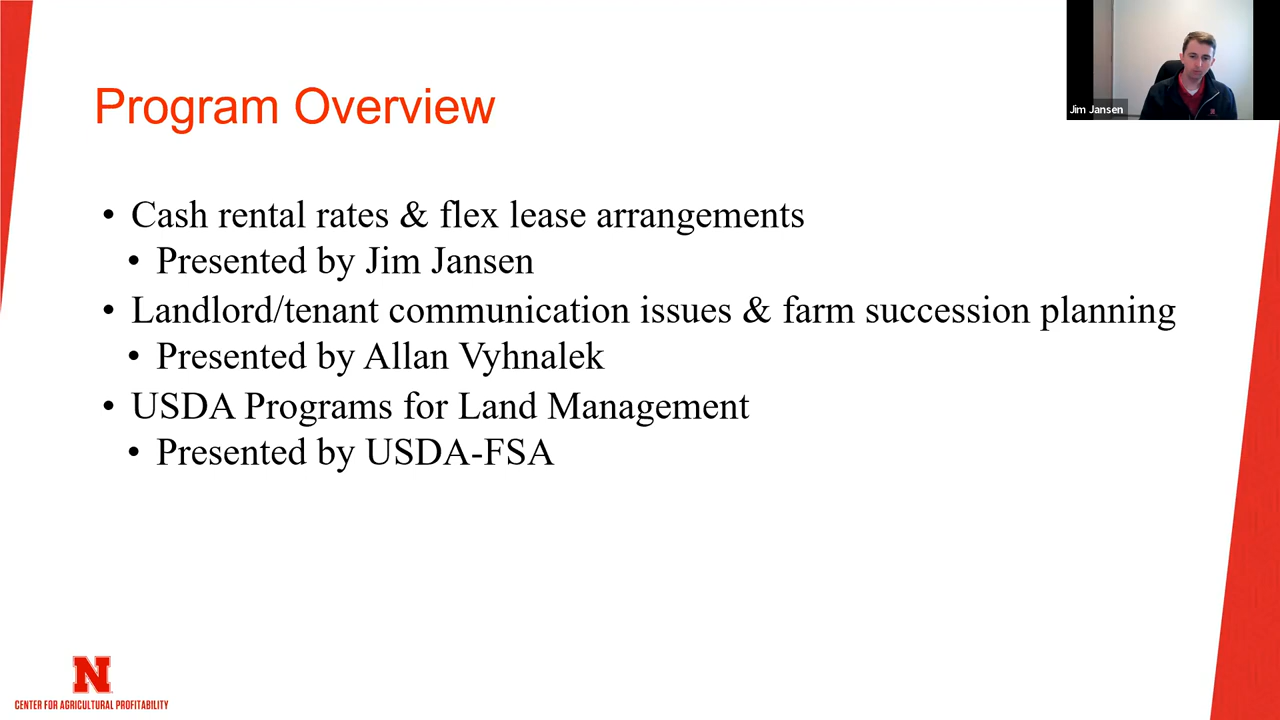 Jim Jansen
Program Overview
• Cash rental rates & flex lease arrangements
• Presented by Jim Jansen
• Landlord/tenant communication issues & farm succession planning
• Presented by Allan Vyhnalek
• USDA Programs for Land Management
• Presented by USDA-FSA
N
CENTER FOR AGRICULTURAL PROFITABILITY